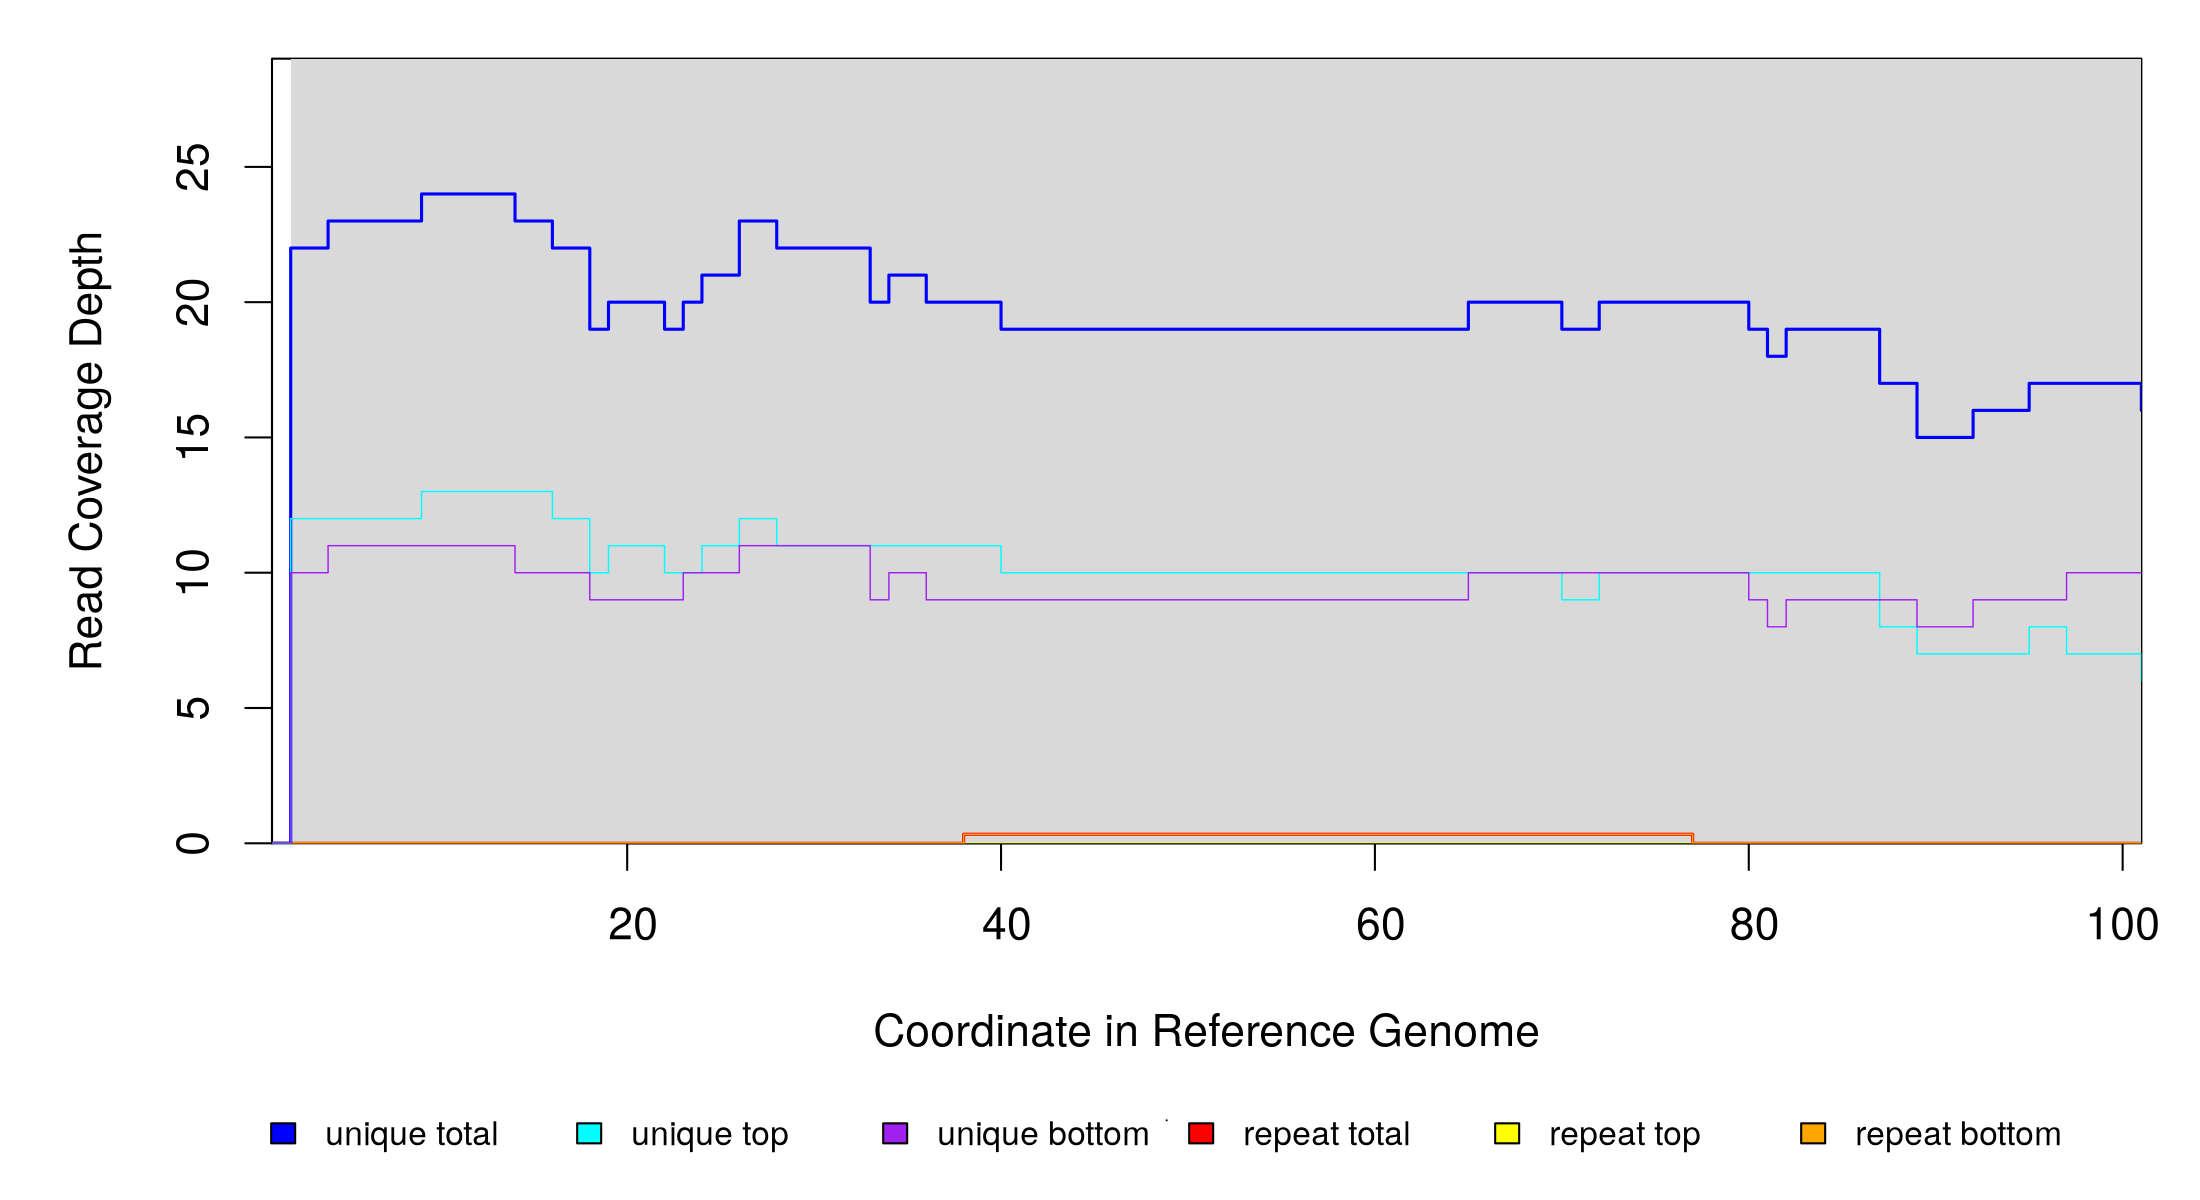 Read Coverage Depth
25
20
15
10
5
0
20 40 60 80 100
Coordinate in Reference Genome
unique total unique top unique bottom repeat total repeat top repeat bottom